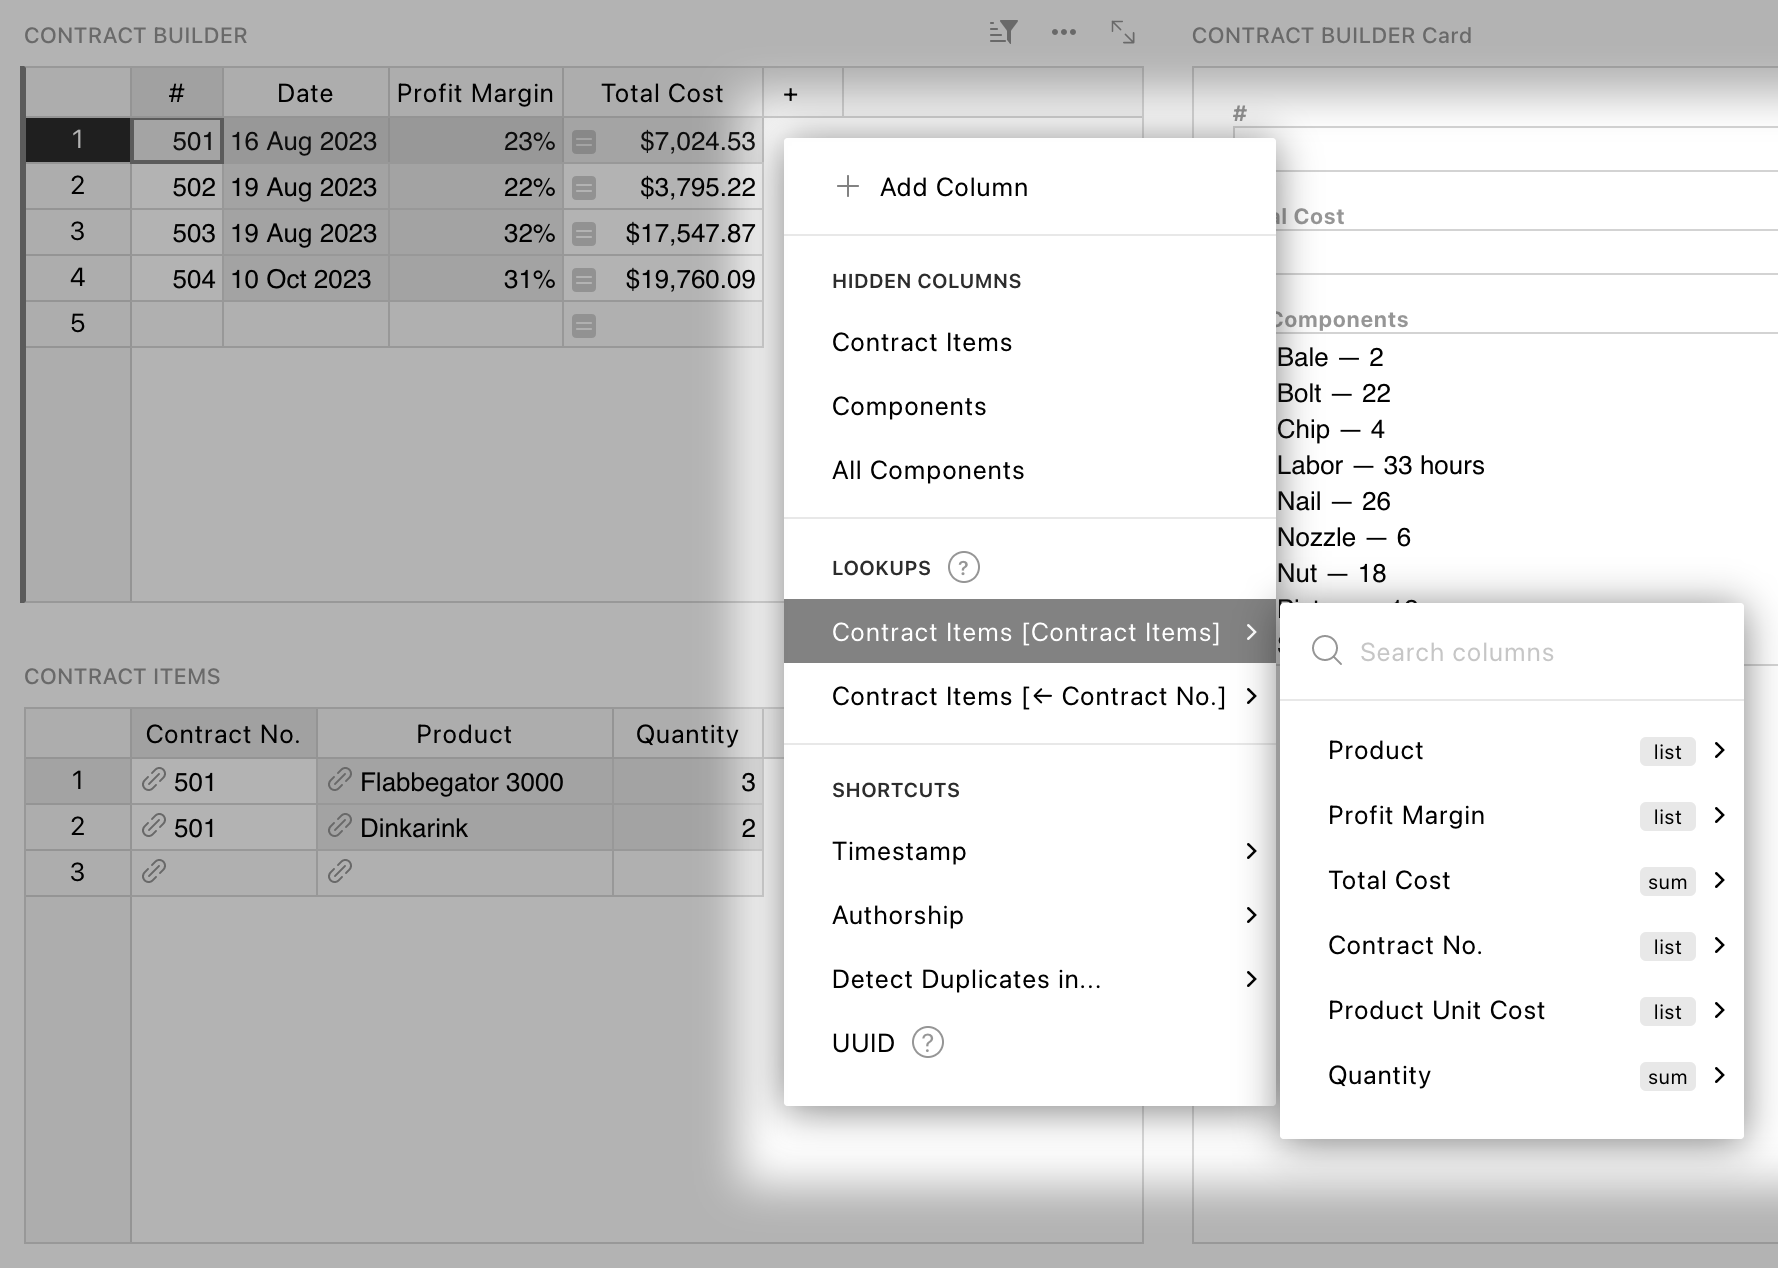 CONTRACT BUILDER
# Date Profit Margin Total Cost +
1 501 16 Aug 2023 23% $7,024.53
2 502 19 Aug 2023 22% $3,795.22
3 503 19 Aug 2023 32% $17,547.87
4 504 10 Oct 2023 31% $19,760.09
5
CONTRACT ITEMS
Contract No. Product Quantity
1 501 Flabbegator 3000 3
2 501 Dinkarink 2
3
+ Add Column
HIDDEN COLUMNS
Contract Items
Components
All Components
LOOKUPS ?
Contract Items [Contract Items] >
Contract Items [← Contract No.] >
SHORTCUTS
Timestamp >
Authorship >
Detect Duplicates in... >
UUID ?
CONTRACT BUILDER Card
#
Cost
Components
Bale — 2
Bolt — 22
Chip — 4
Labor — 33 hours
Nail — 26
Nozzle — 6
Nut — 18
Search columns
Product list >
Profit Margin list >
Total Cost sum >
Contract No. list >
Product Unit Cost list >
Quantity sum >